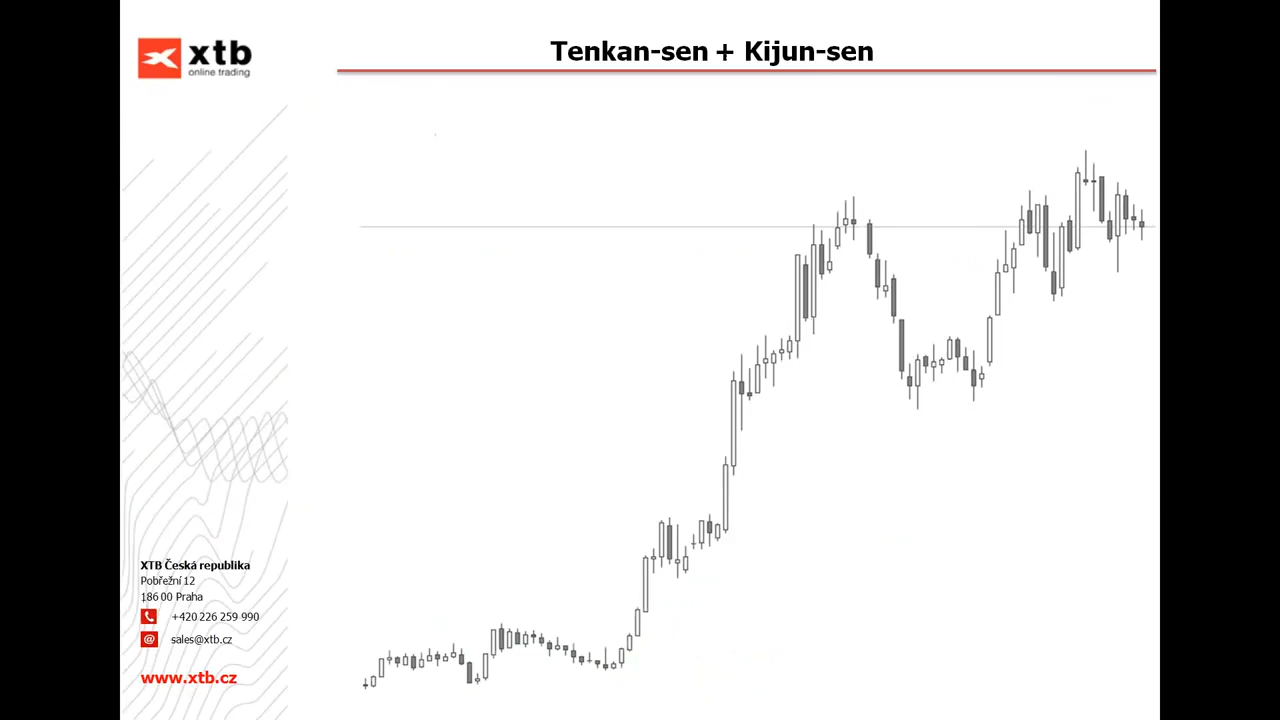 xtb
online trading
Tenkan-sen + Kijun-sen
XTB Česká republika
Pobřežní 12
186 00 Praha
+420 226 259 990
@ sales@xtb.cz
www.xtb.cz